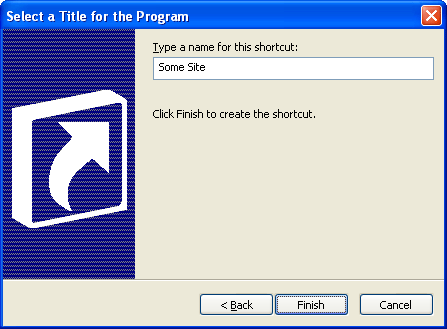 Select a Title for the Program
Type a name for this shortcut:
Some Site
Click Finish to create the shortcut.
< Back
Finish
Cancel